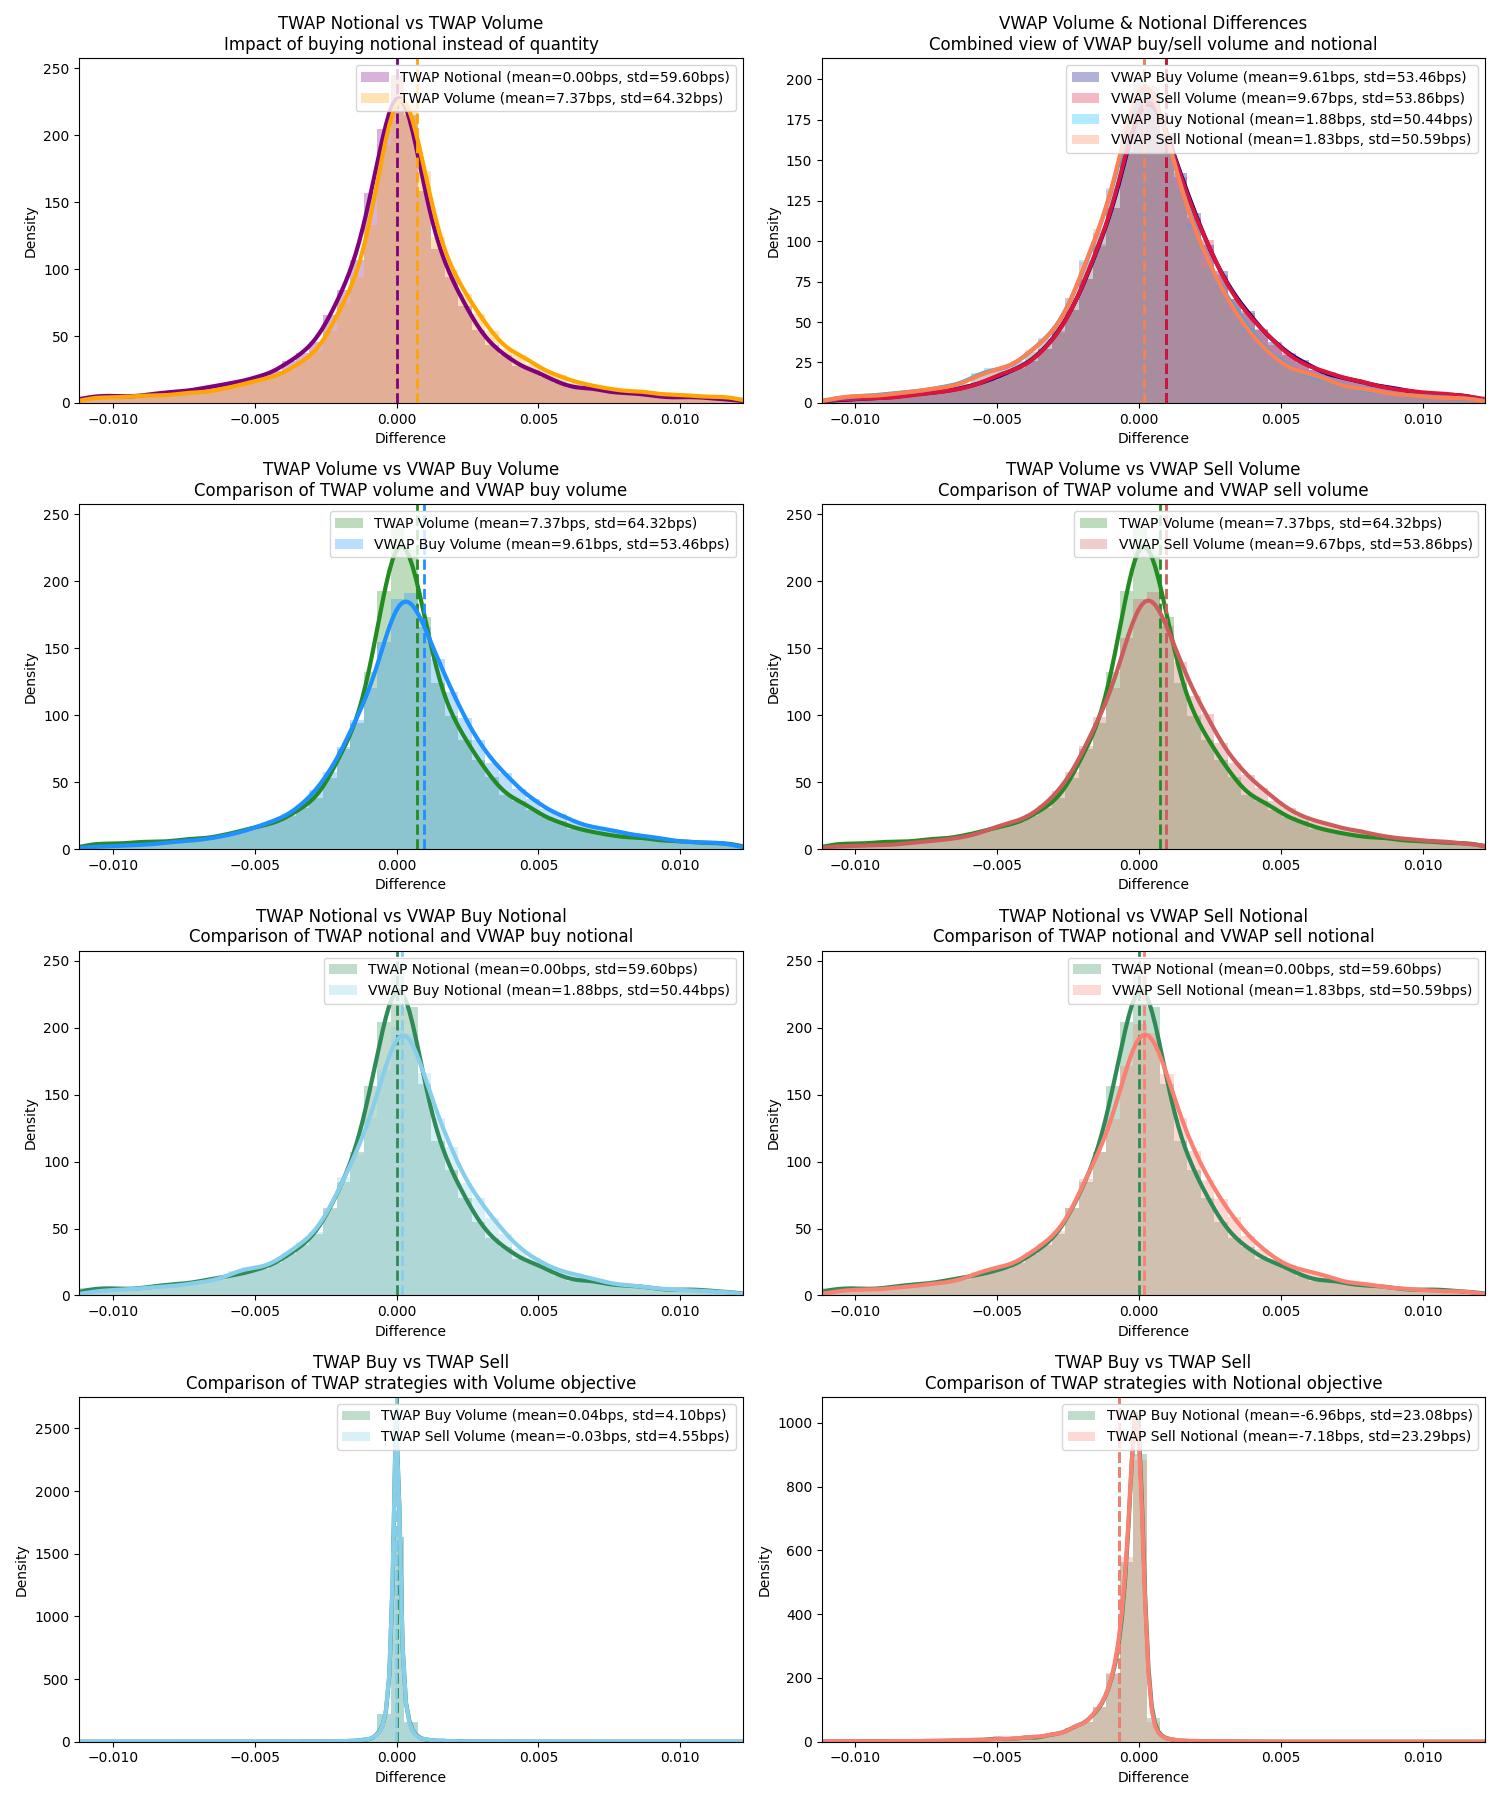 TWAP Notional vs TWAP Volume
Impact of buying notional instead of quantity
TWAP Notional (mean=0.00bps, std=59.60bps)
TWAP Volume (mean=7.37bps, std=64.32bps)
Density
250
200
150
100
50
0
−0.010
−0.005
0.000
0.005
0.010
Difference
VWAP Volume & Notional Differences
Combined view of VWAP buy/sell volume and notional
VWAP Buy Volume (mean=9.61bps, std=53.46bps)
VWAP Sell Volume (mean=9.67bps, std=53.86bps)
VWAP Buy Notional (mean=1.88bps, std=50.44bps)
VWAP Sell Notional (mean=1.83bps, std=50.59bps)
Density
200
175
150
125
100
75
50
25
0
−0.010
−0.005
0.000
0.005
0.010
Difference
TWAP Volume vs VWAP Buy Volume
Comparison of TWAP volume and VWAP buy volume
TWAP Volume (mean=7.37bps, std=64.32bps)
VWAP Buy Volume (mean=9.61bps, std=53.46bps)
Density
250
200
150
100
50
0
−0.010
−0.005
0.000
0.005
0.010
Difference
TWAP Volume vs VWAP Sell Volume
Comparison of TWAP volume and VWAP sell volume
TWAP Volume (mean=7.37bps, std=64.32bps)
VWAP Sell Volume (mean=9.67bps, std=53.86bps)
Density
250
200
150
100
50
0
−0.010
−0.005
0.000
0.005
0.010
Difference
TWAP Notional vs VWAP Buy Notional
Comparison of TWAP notional and VWAP buy notional
TWAP Notional (mean=0.00bps, std=59.60bps)
VWAP Buy Notional (mean=1.88bps, std=50.44bps)
Density
250
200
150
100
50
0
−0.010
−0.005
0.000
0.005
0.010
Difference
TWAP Notional vs VWAP Sell Notional
Comparison of TWAP notional and VWAP sell notional
TWAP Notional (mean=0.00bps, std=59.60bps)
VWAP Sell Notional (mean=1.83bps, std=50.59bps)
Density
250
200
150
100
50
0
−0.010
−0.005
0.000
0.005
0.010
Difference
TWAP Buy vs TWAP Sell
Comparison of TWAP strategies with Volume objective
TWAP Buy Volume (mean=0.04bps, std=4.10bps)
TWAP Sell Volume (mean=-0.03bps, std=4.55bps)
Density
2500
2000
1500
1000
500
0
−0.010
−0.005
0.000
0.005
0.010
Difference
TWAP Buy vs TWAP Sell
Comparison of TWAP strategies with Notional objective
TWAP Buy Notional (mean=-6.96bps, std=23.08bps)
TWAP Sell Notional (mean=-7.18bps, std=23.29bps)
Density
1000
800
600
400
200
0
−0.010
−0.005
0.000
0.005
0.010
Difference